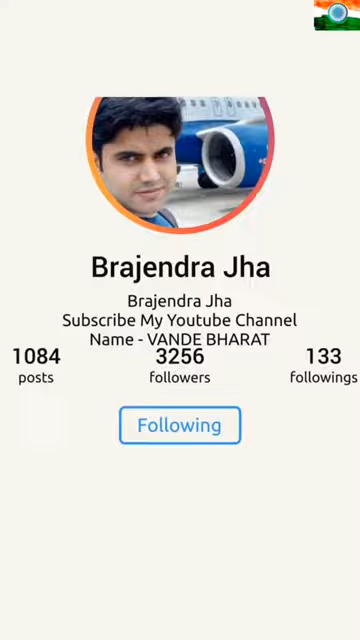 Brajendra Jha
Brajendra Jha
Subscribe My Youtube Channel
Name - VANDE BHARAT
1084 3256 133
posts followers followings
Following